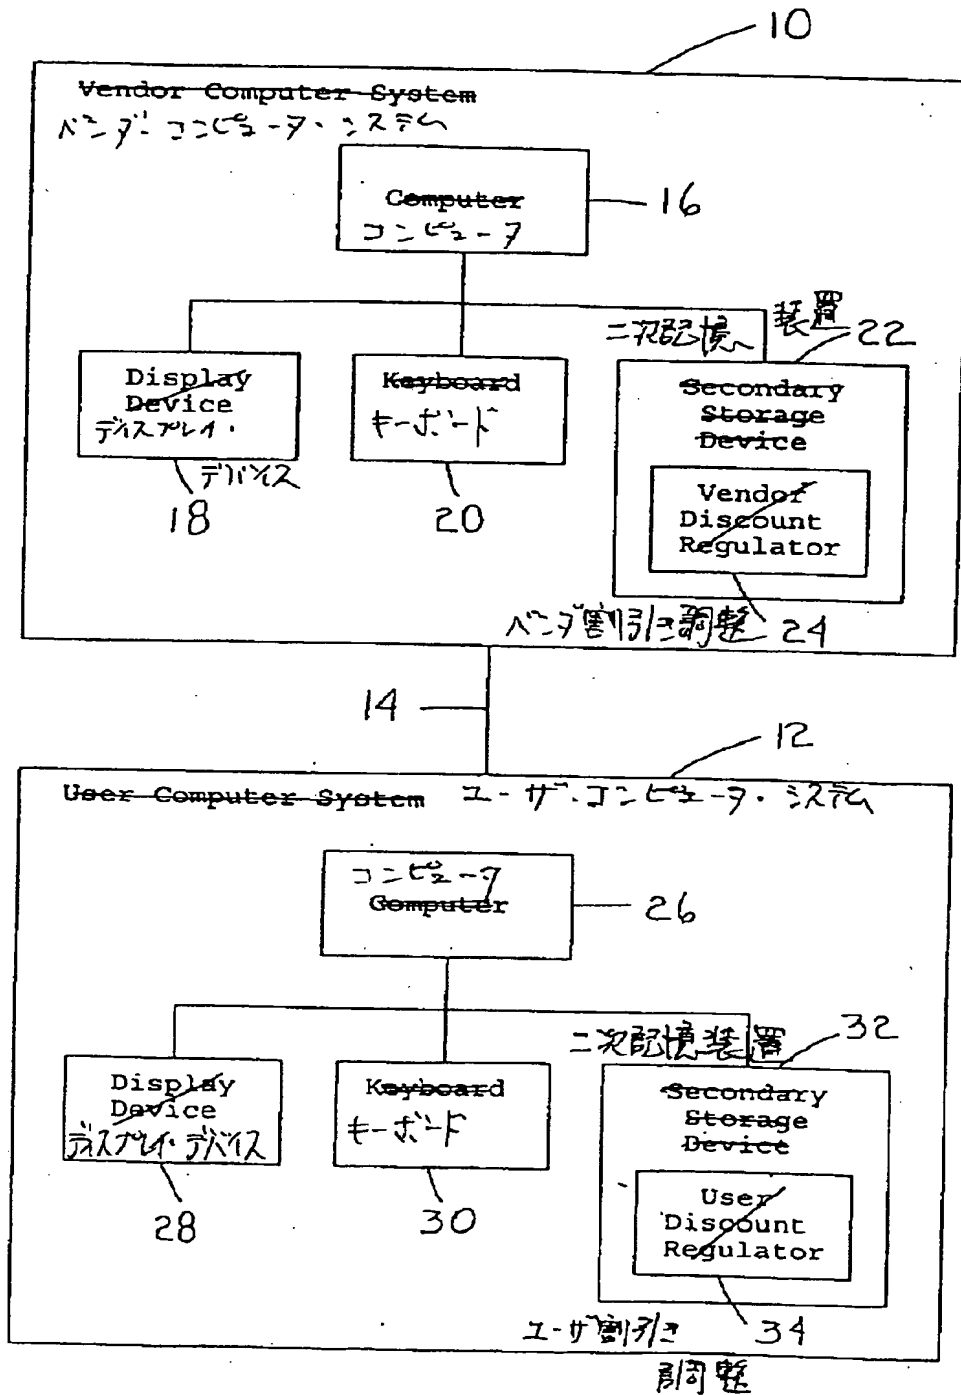 10
Vendor Computer System
ベンダ・コンピュータ・システム
Computer
コンピュータ
16
二次記憶
装置
22
Display
Device
ディスプレイ・
デバイス
18
Keyboard
キーボード
20
Secondary
Storage
Device
Vendor
Discount
Regulator
ベンダ割引き調整
24
14
12
User Computer System ユーザ・コンピュータ・システム
コンピュータ
Computer
26
二次記憶装置
32
Display
Device
ディスプレイ・デバイス
28
Keyboard
キーボード
30
Secondary
Storage
Device
User
Discount
Regulator
ユーザ割引き
調整
34